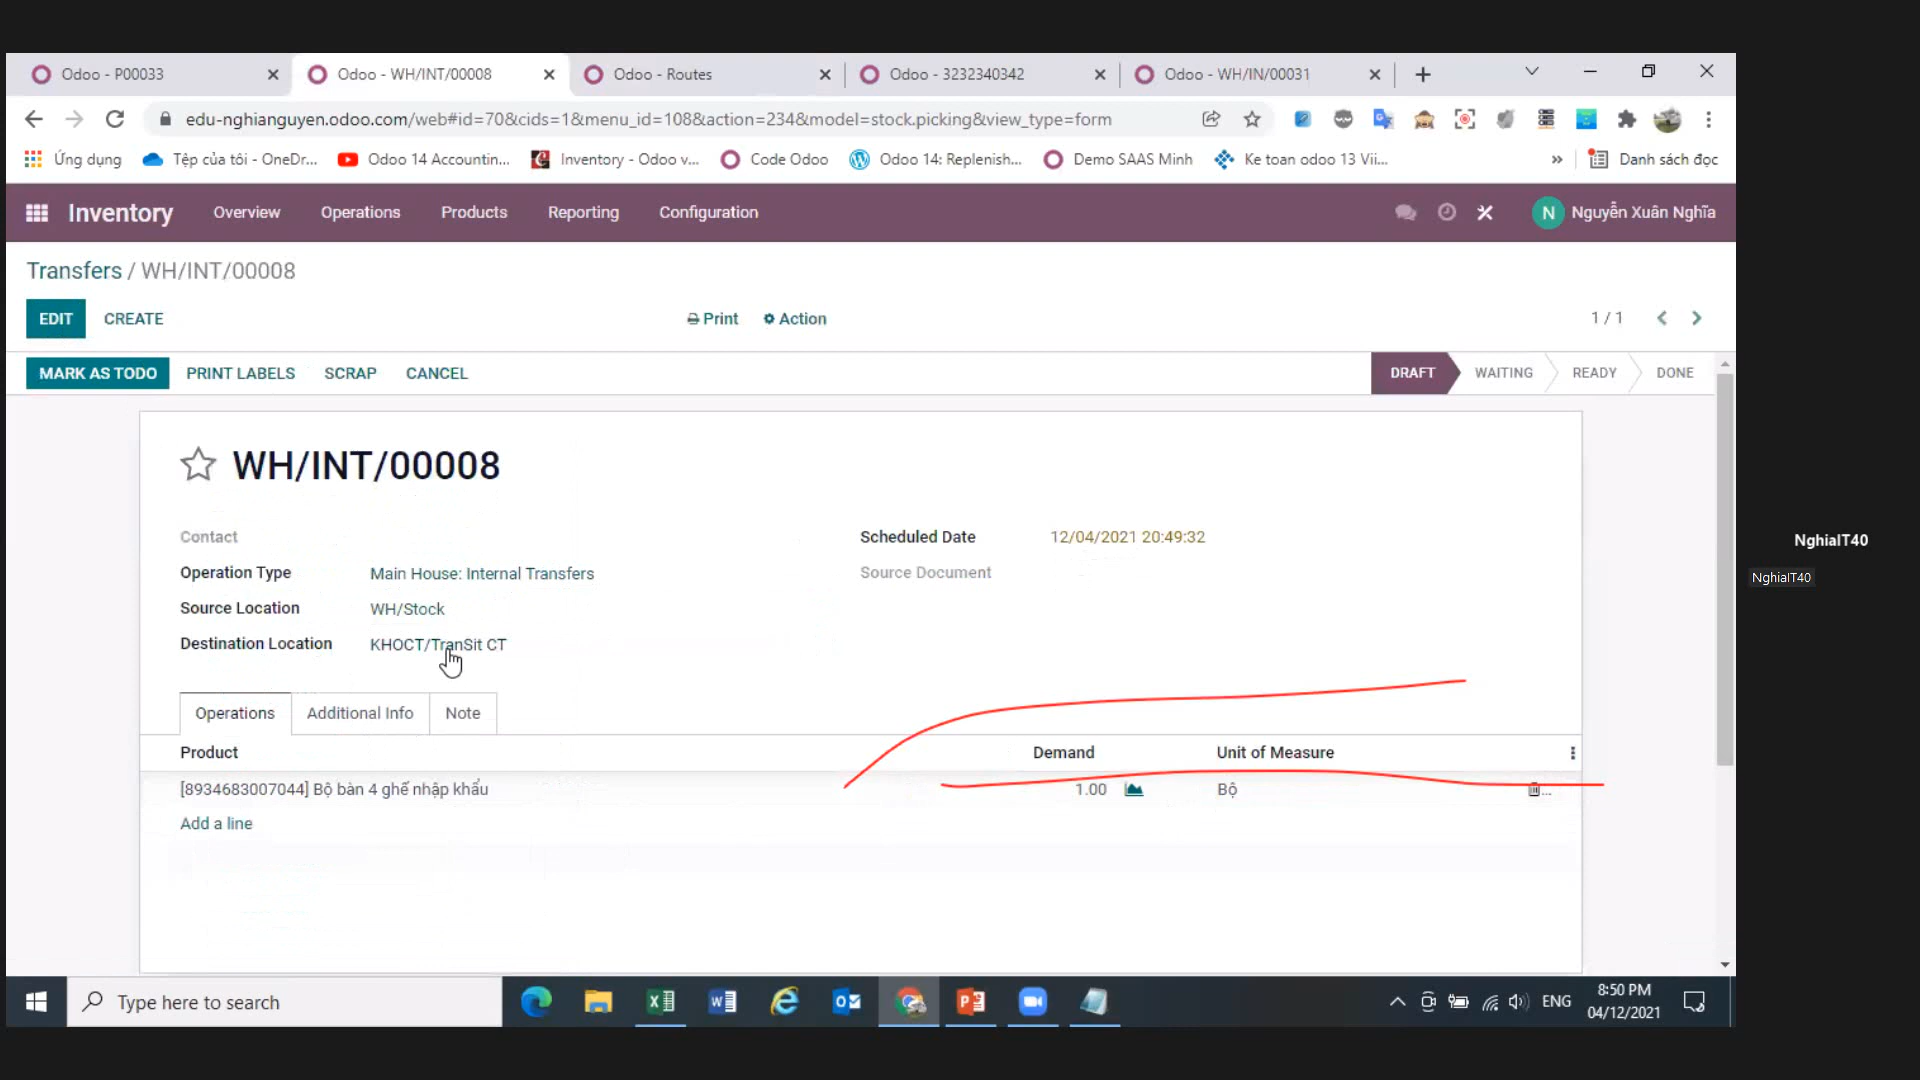 Odoo - P00033
Odoo - WH/INT/00008
Odoo - Routes
Odoo - 3232340342
Odoo - WH/IN/00031
edu-nghianguyen.odoo.com/web#id=70&cids=1&menu_id=108&action=234&model=stock.picking&view_type=form
Ứng dụng
Tệp của tôi - OneDr...
Odoo 14 Accountin...
Inventory - Odoo v...
Code Odoo
Odoo 14: Replenish...
Demo SAAS Minh
Ke toan odoo 13 Vii...
»
Danh sách đọc
Inventory
Overview
Operations
Products
Reporting
Configuration
N
Nguyễn Xuân Nghĩa
Transfers / WH/INT/00008
EDIT
CREATE
Print
Action
1 / 1
MARK AS TODO
PRINT LABELS
SCRAP
CANCEL
DRAFT
WAITING
READY
DONE
WH/INT/00008
Contact
Scheduled Date
12/04/2021 20:49:32
Operation Type
Main House: Internal Transfers
Source Document
Source Location
WH/Stock
Destination Location
KHOCT/TranSit CT
NghiaIT40
NghiaIT40
Operations
Additional Info
Note
Product
Demand
Unit of Measure
[8934683007044] Bộ bàn 4 ghế nhập khẩu
1.00
Bộ
Add a line
Type here to search
ENG
8:50 PM
04/12/2021